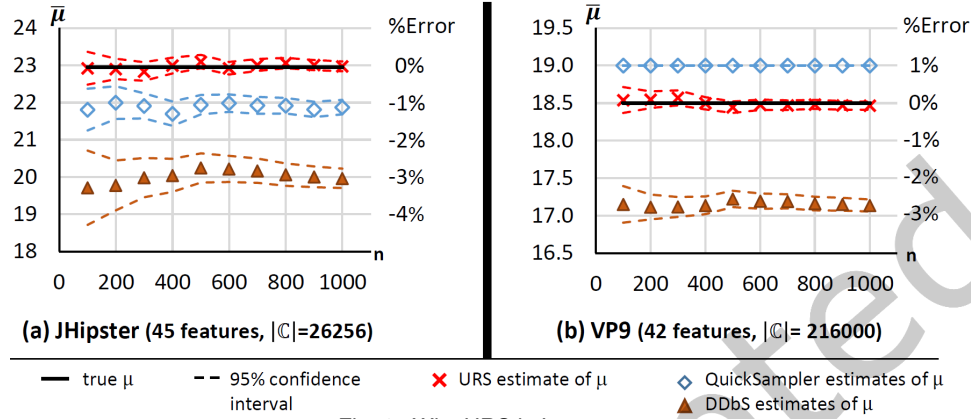 μ̅
%Error
24
23
22
21
20
19
18
0%
-1%
-2%
-3%
-4%
0 200 400 600 800 1000
n
(a) JHipster (45 features, |ℂ|=26256)
μ̅
%Error
19.5
19.0
18.5
18.0
17.5
17.0
16.5
1%
0%
-1%
-2%
-3%
0 200 400 600 800 1000
n
(b) VP9 (42 features, |ℂ|= 216000)
true μ
95% confidence
interval
URS estimate of μ
QuickSampler estimates of μ
DDbS estimates of μ